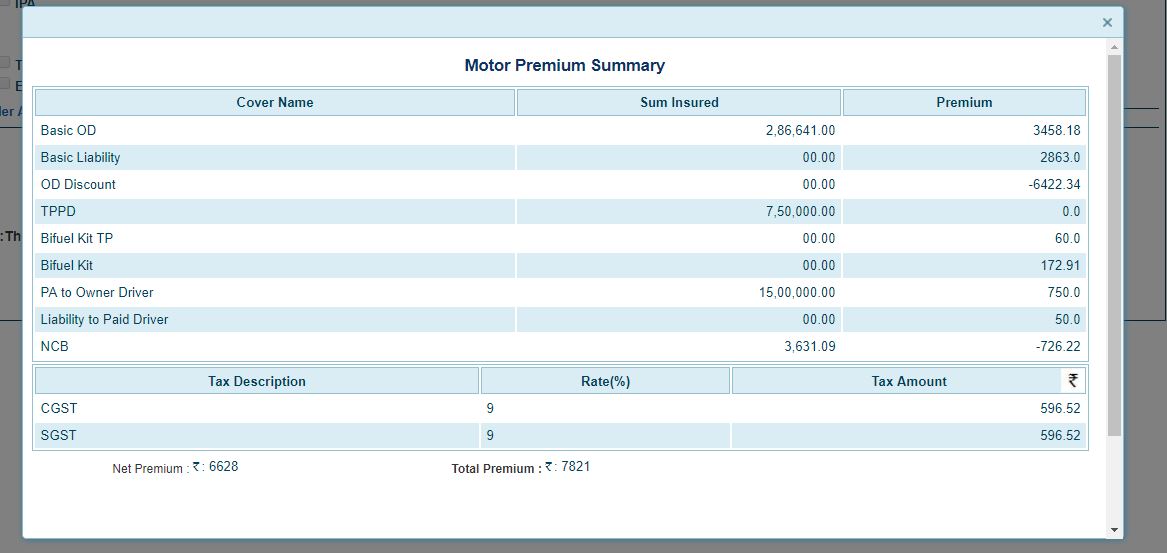 IPA
×
T
E
Motor Premium Summary
Cover Name Sum Insured Premium
Basic OD 2,86,641.00 3458.18
Basic Liability 00.00 2863.0
OD Discount 00.00 -6422.34
TPPD 7,50,000.00 0.0
: Th
Bifuel Kit TP 00.00 60.0
Bifuel Kit 00.00 172.91
PA to Owner Driver 15,00,000.00 750.0
Liability to Paid Driver 00.00 50.0
NCB 3,631.09 -726.22
Tax Description Rate(%) Tax Amount ₹
CGST 9 596.52
SGST 9 596.52
Net Premium : ₹ : 6628 Total Premium : ₹ : 7821